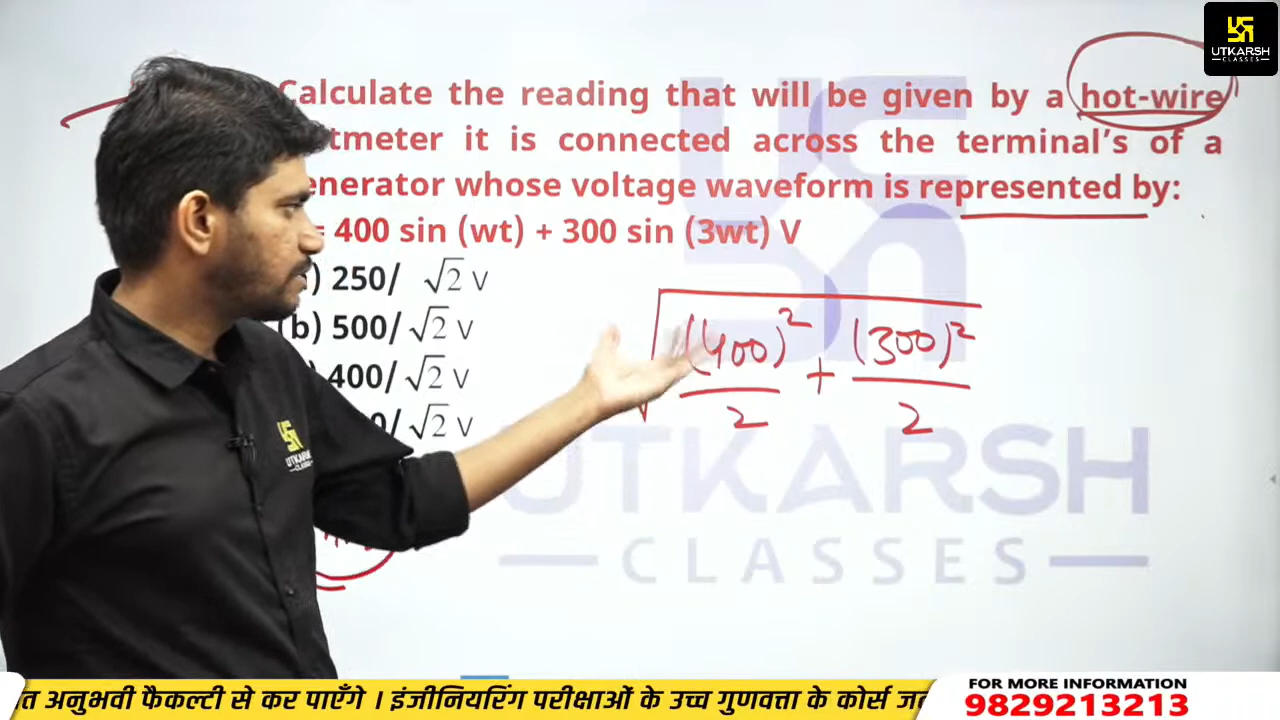 UTKARSH
CLASSES
Calculate the reading that will be given by a hot-wire
tmeter it is connected across the terminal's of a
enerator whose voltage waveform is represented by:
= 400 sin (wt) + 300 sin (3wt) V
) 250/ √2 V
(b) 500/ √2 V
) 400/ √2 V
0/ √2 V
√ (400)² / 2 + (300)² / 2
UTKARSH
CLASSES
UTKARSH
CLASSES
त अनुभवी फैकल्टी से कर पाएँगे । इंजीनियरिंग परीक्षाओं के उच्च गुणवत्ता के कोर्स
FOR MORE INFORMATION
9829213213